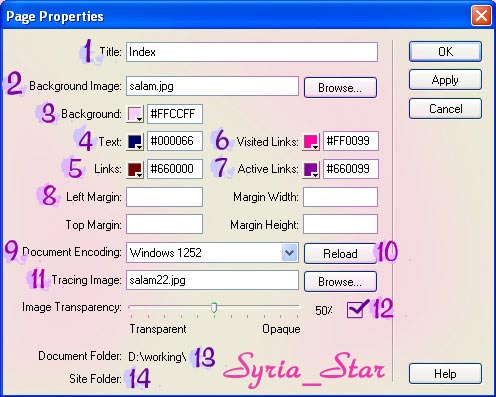 Page Properties
1 Title: Index OK
2 Background Image: salam.jpg Browse... Apply
3 Background: #FFCCFF Cancel
4 Text: #000066 6 Visited Links: #FF0099
5 Links: #660000 7 Active Links: #660099
8 Left Margin: Margin Width:
Top Margin: Margin Height:
9 Document Encoding: Windows 1252 Reload 10
11 Tracing Image: salam22.jpg Browse...
Image Transparency: 50% 12
Transparent Opaque
Document Folder: D:\working\ 13
Site Folder: 14 Syria_Star Help